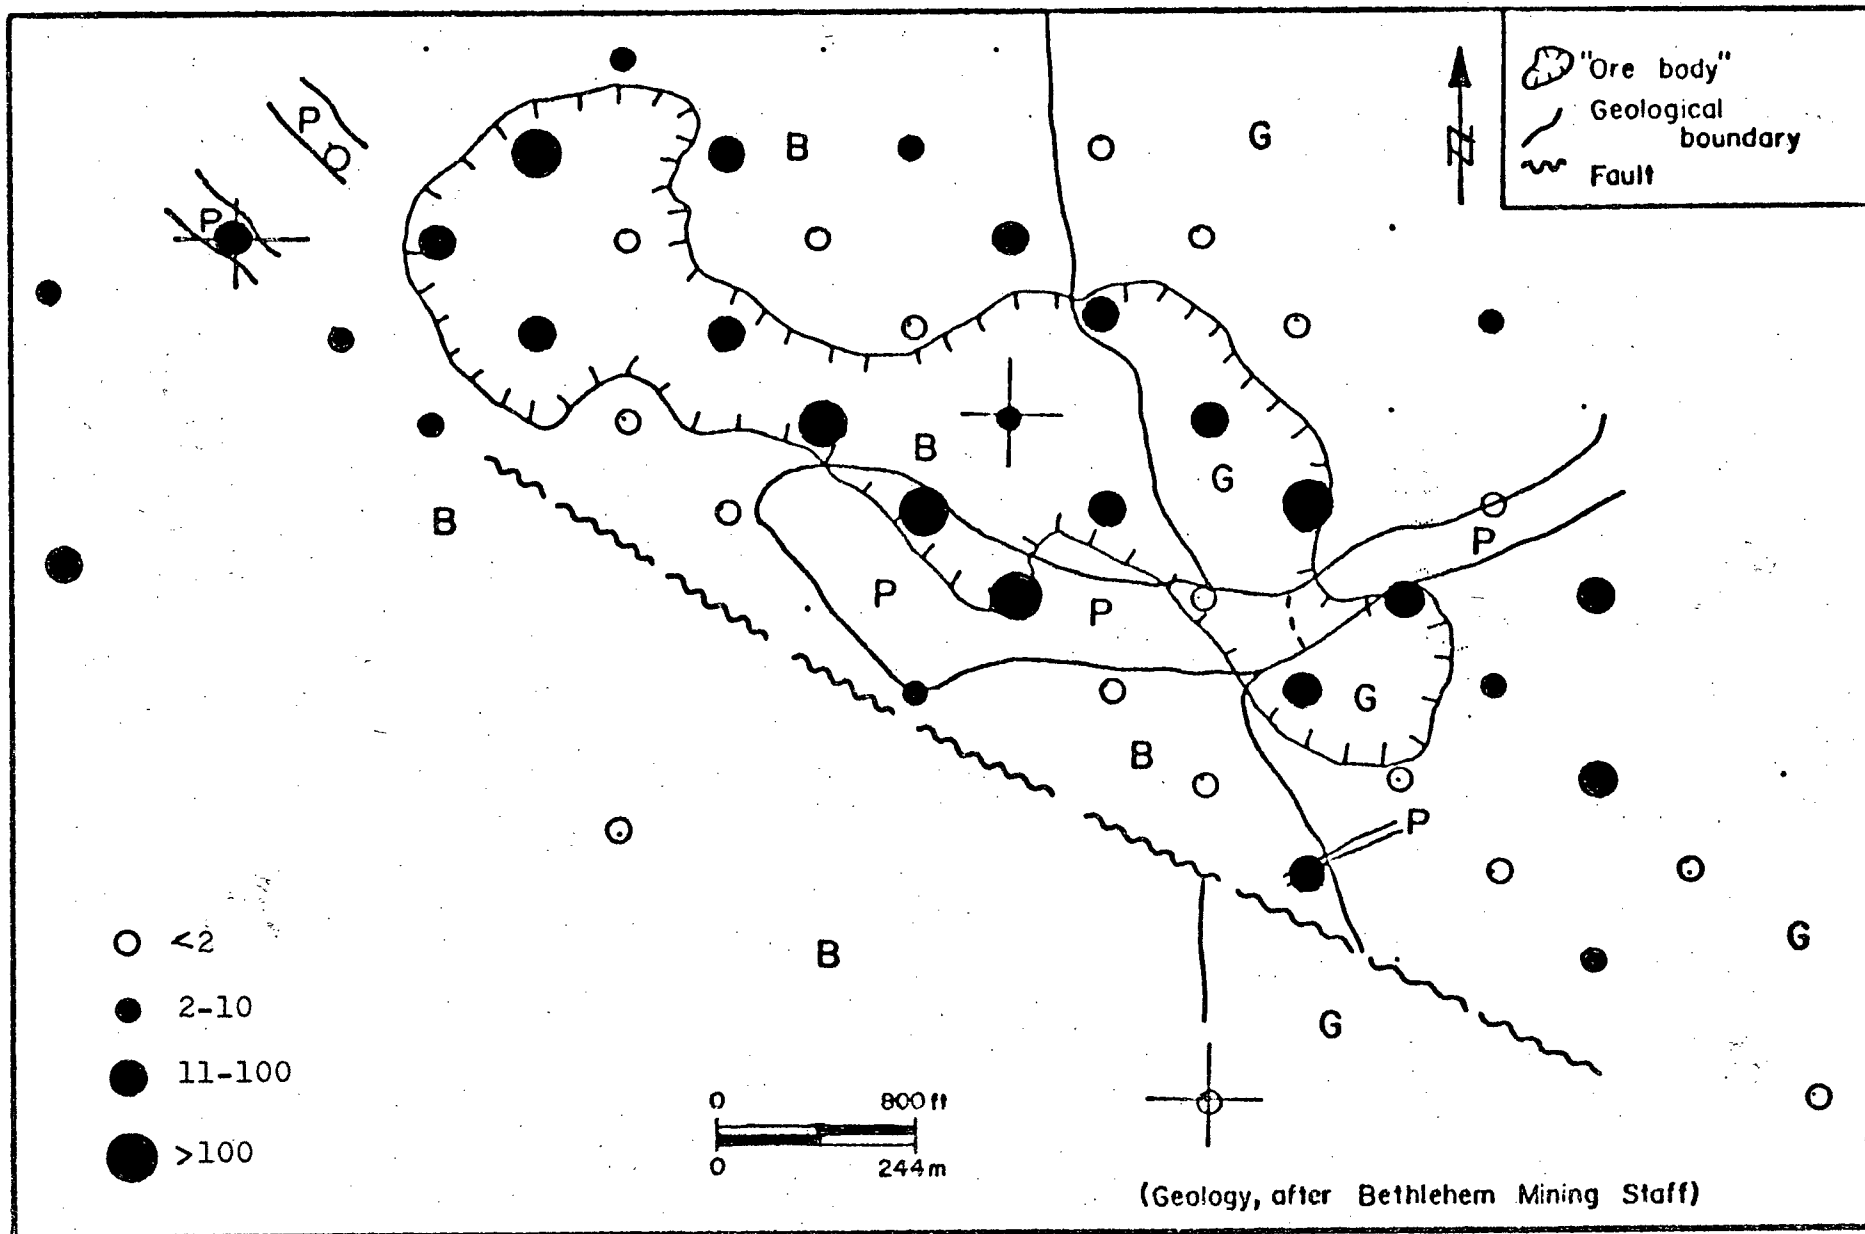 "Ore body"
Geological
boundary
Fault
N
P
B
G
P
B
G
B
P
P
P
G
B
P
B
G
G
<2
2-10
11-100
>100
0 800 ft
0 244 m
(Geology, after Bethlehem Mining Staff)